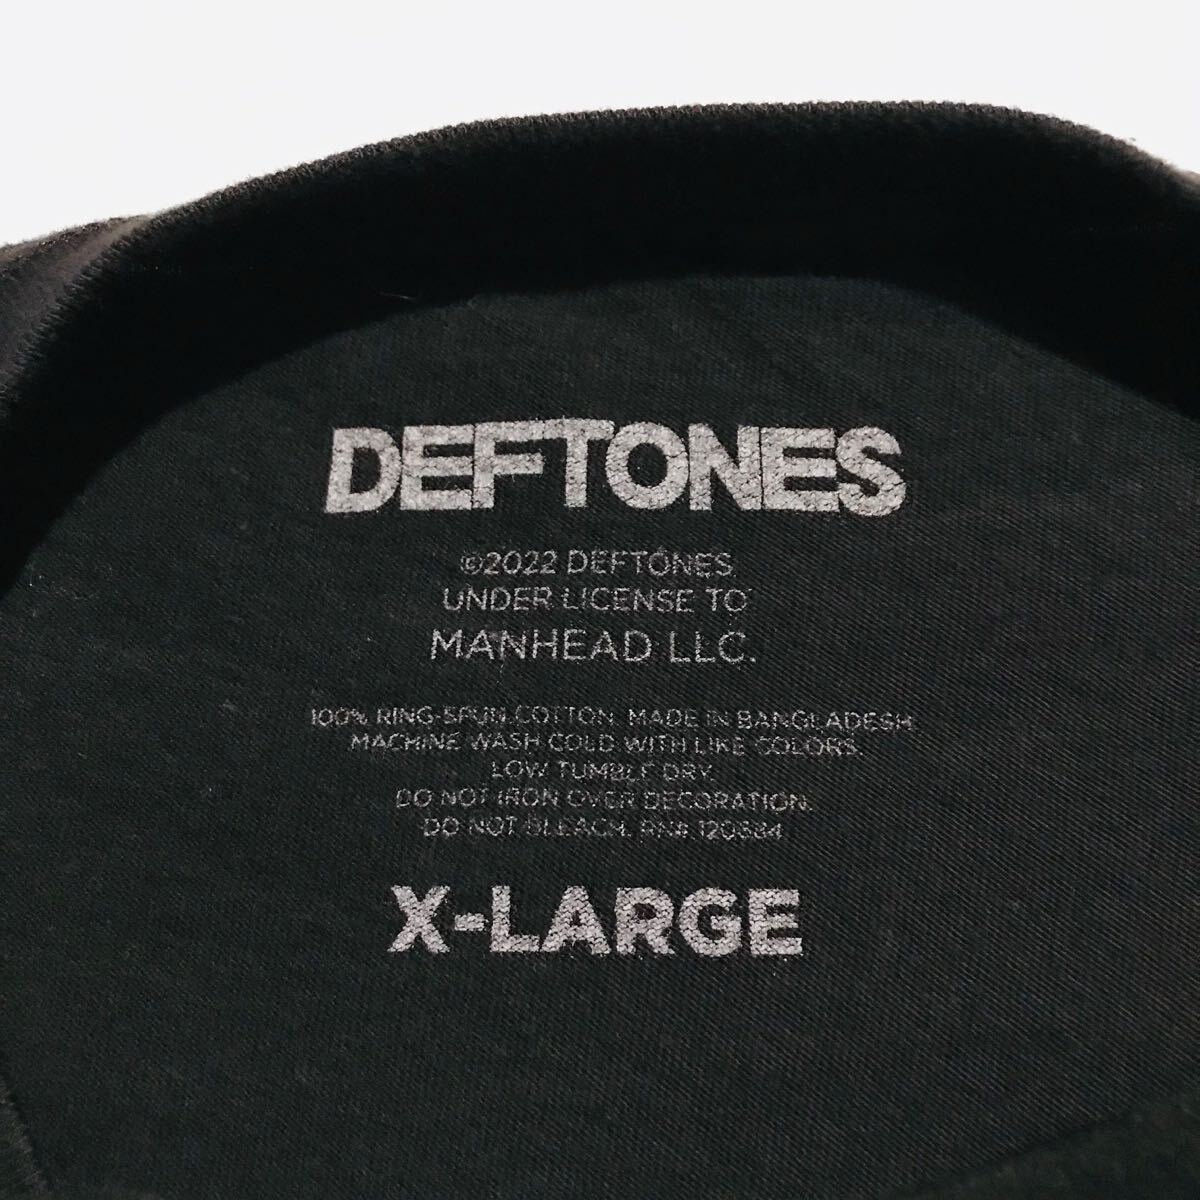 DEFTONES
©2022 DEFTONES
UNDER LICENSE TO
MANHEAD LLC.
100% RING-SPUN COTTON. MADE IN BANGLADESH.
MACHINE WASH COLD WITH LIKE COLORS.
LOW TUMBLE DRY.
DO NOT IRON OVER DECORATION.
DO NOT BLEACH. RN#
X-LARGE